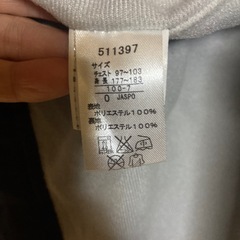 511397
サイズ
チェスト 97~103
身長 177~183
100-7
O JASPO
表地
ポリエステル100%
裏地
ポリエステル100%